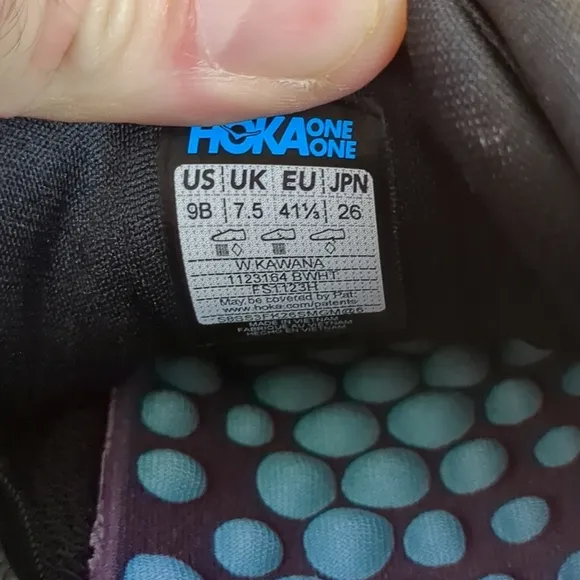 HOKA ONE ONE
US UK EU JPN
9B 7.5 41⅓ 26
W KAWANA
1123164 BWHT
FS1123H
May be covered by Pat.
www.hoka.com/patents
MADE IN VIETNAM
FABRIQUÉ AU VIETNAM
HECHO EN VIETNAM